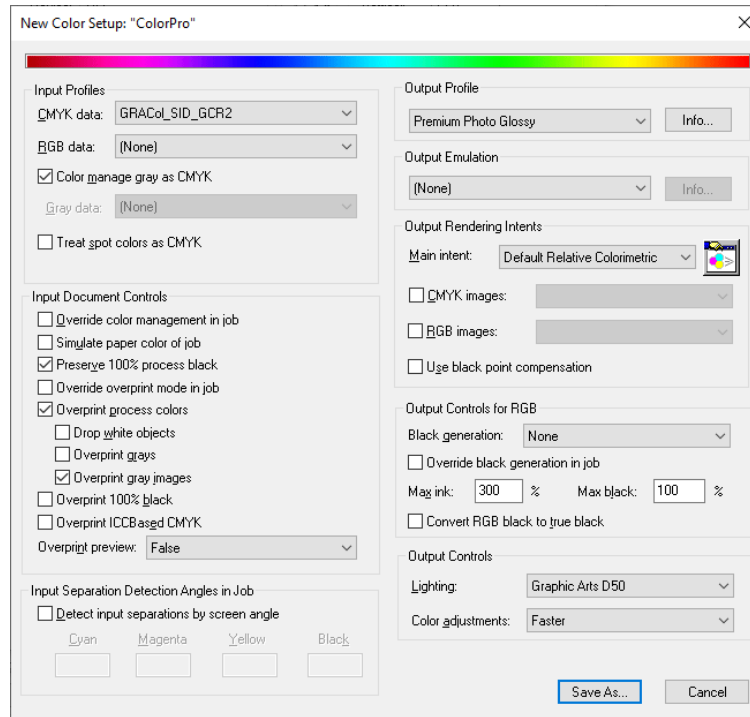 New Color Setup: "ColorPro"
Input Profiles
CMYK data: GRACol_SID_GCR2
RGB data: (None)
Color manage gray as CMYK
Gray data: (None)
Treat spot colors as CMYK
Input Document Controls
Override color management in job
Simulate paper color of job
Preserve 100% process black
Override overprint mode in job
Overprint process colors
Drop white objects
Overprint grays
Overprint gray images
Overprint 100% black
Overprint ICCBased CMYK
Overprint preview: False
Input Separation Detection Angles in Job
Detect input separations by screen angle
Cyan Magenta Yellow Black
Output Profile
Premium Photo Glossy Info...
Output Emulation
(None) Info...
Output Rendering Intents
Main intent: Default Relative Colorimetric
CMYK images:
RGB images:
Use black point compensation
Output Controls for RGB
Black generation: None
Override black generation in job
Max ink: 300 % Max black: 100 %
Convert RGB black to true black
Output Controls
Lighting: Graphic Arts D50
Color adjustments: Faster
Save As... Cancel